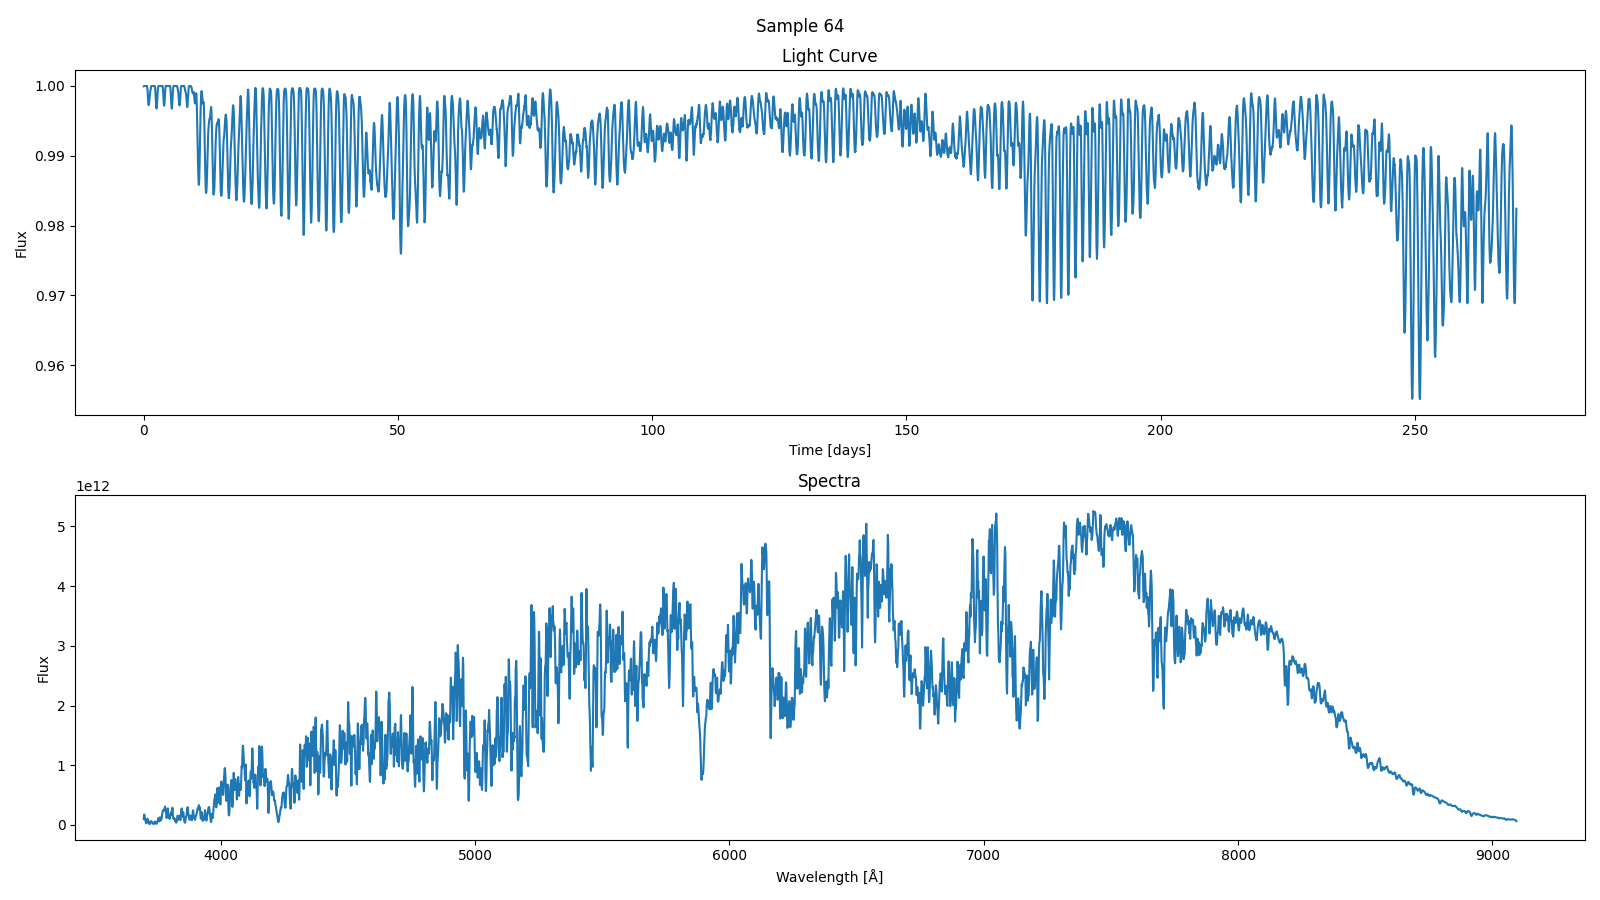 Sample 64
Light Curve
1.00
0.99
0.98
0.97
0.96
Flux
0 50 100 150 200 250
Time [days]
Spectra
1e12
5
4
3
2
1
0
Flux
4000 5000 6000 7000 8000 9000
Wavelength [Å]